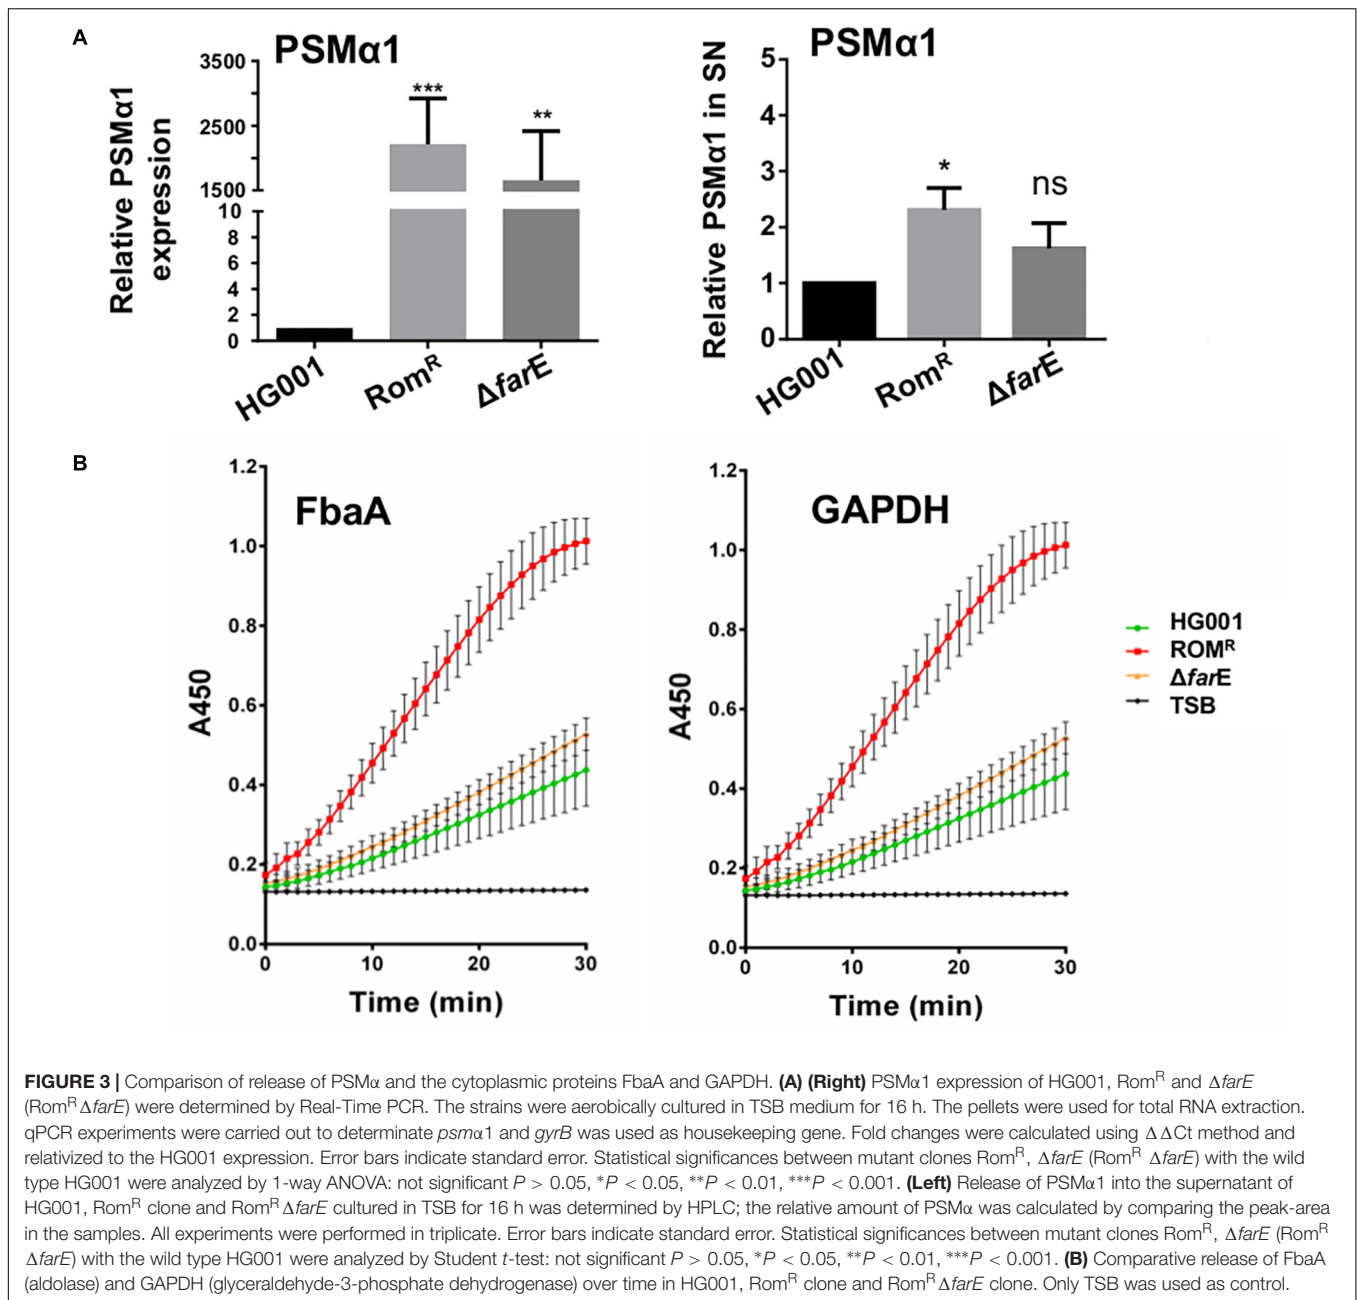 A
PSMα1
Relative PSMα1
expression
3500
2500
1500
10
8
6
4
2
0
***
**
HG001
Romᴿ
ΔfarE
PSMα1
Relative PSMα1 in SN
5
4
3
2
1
0
*
ns
HG001
Romᴿ
ΔfarE
B
FbaA
A450
1.2
1.0
0.8
0.6
0.4
0.2
0.0
0 10 20 30
Time (min)
GAPDH
A450
1.2
1.0
0.8
0.6
0.4
0.2
0.0
0 10 20 30
Time (min)
HG001
ROMᴿ
ΔfarE
TSB
FIGURE 3 | Comparison of release of PSMα and the cytoplasmic proteins FbaA and GAPDH. (A) (Right) PSMα1 expression of HG001, Romᴿ and ΔfarE
(Romᴿ ΔfarE) were determined by Real-Time PCR. The strains were aerobically cultured in TSB medium for 16 h. The pellets were used for total RNA extraction.
qPCR experiments were carried out to determinate psmα1 and gyrB was used as housekeeping gene. Fold changes were calculated using ΔΔCt method and
relativized to the HG001 expression. Error bars indicate standard error. Statistical significances between mutant clones Romᴿ, ΔfarE (Romᴿ ΔfarE) with the wild
type HG001 were analyzed by 1-way ANOVA: not significant P > 0.05, *P < 0.05, **P < 0.01, ***P < 0.001. (Left) Release of PSMα1 into the supernatant of
HG001, Romᴿ clone and Romᴿ ΔfarE cultured in TSB for 16 h was determined by HPLC; the relative amount of PSMα was calculated by comparing the peak-area
in the samples. All experiments were performed in triplicate. Error bars indicate standard error. Statistical significances between mutant clones Romᴿ, ΔfarE (Romᴿ
ΔfarE) with the wild type HG001 were analyzed by Student t-test: not significant P > 0.05, *P < 0.05, **P < 0.01, ***P < 0.001. (B) Comparative release of FbaA
(aldolase) and GAPDH (glyceraldehyde-3-phosphate dehydrogenase) over time in HG001, Romᴿ clone and Romᴿ ΔfarE clone. Only TSB was used as control.